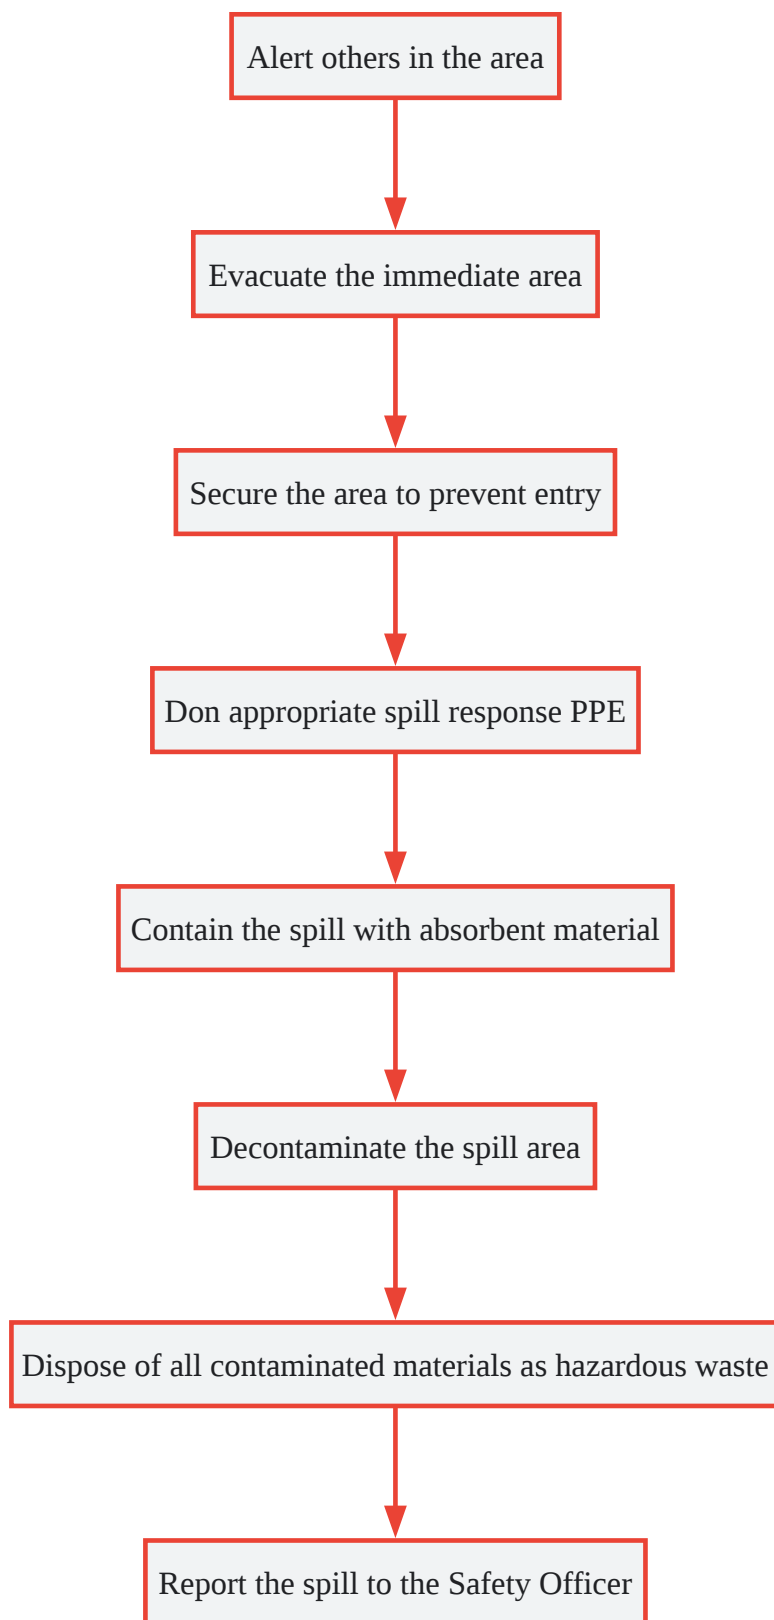 Alert others in the area
Evacuate the immediate area
Secure the area to prevent entry
Don appropriate spill response PPE
Contain the spill with absorbent material
Decontaminate the spill area
Dispose of all contaminated materials as hazardous waste
Report the spill to the Safety Officer